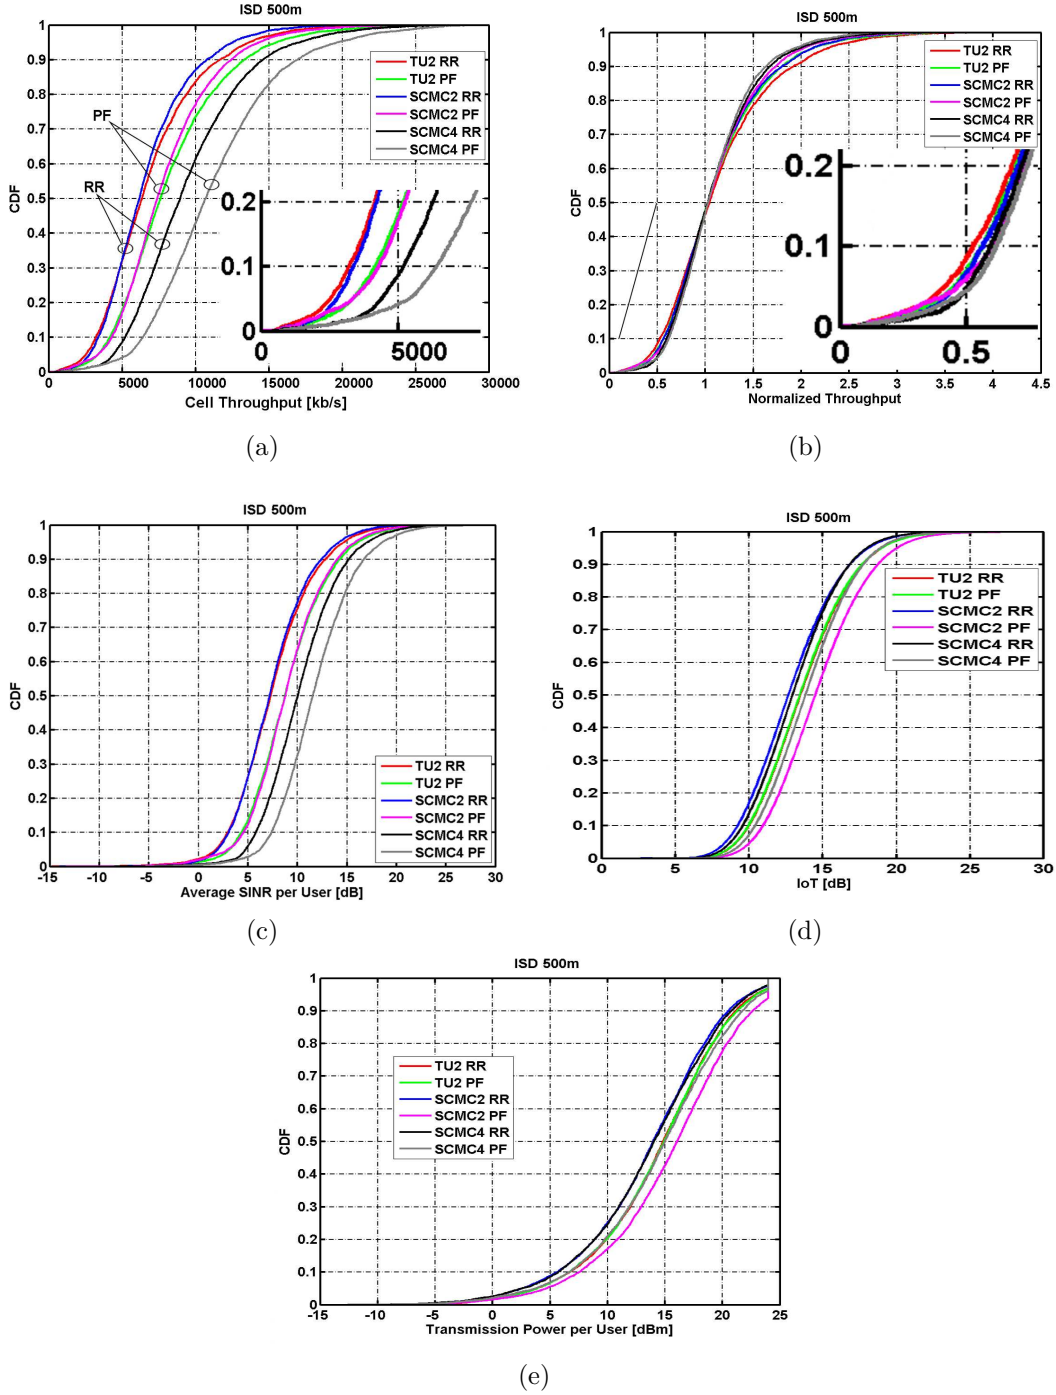 ISD 500m
1
0.9
0.8
0.7
0.6
0.5
0.4
0.3
0.2
0.1
0
CDF
TU2 RR
TU2 PF
SCMC2 RR
SCMC2 PF
SCMC4 RR
SCMC4 PF
PF
RR
0.2
0.1
0
0 5000
0 5000 10000 15000 20000 25000 30000
Cell Throughput [kb/s]
(a)
ISD 500m
1
0.9
0.8
0.7
0.6
0.5
0.4
0.3
0.2
0.1
0
CDF
TU2 RR
TU2 PF
SCMC2 RR
SCMC2 PF
SCMC4 RR
SCMC4 PF
0.2
0.1
0
0 0.5
0 0.5 1 1.5 2 2.5 3 3.5 4 4.5
Normalized Throughput
(b)
ISD 500m
1
0.9
0.8
0.7
0.6
0.5
0.4
0.3
0.2
0.1
0
CDF
TU2 RR
TU2 PF
SCMC2 RR
SCMC2 PF
SCMC4 RR
SCMC4 PF
-15 -10 -5 0 5 10 15 20 25 30
Average SINR per User [dB]
(c)
ISD 500m
1
0.9
0.8
0.7
0.6
0.5
0.4
0.3
0.2
0.1
0
CDF
TU2 RR
TU2 PF
SCMC2 RR
SCMC2 PF
SCMC4 RR
SCMC4 PF
0 5 10 15 20 25 30
IoT [dB]
(d)
ISD 500m
1
0.9
0.8
0.7
0.6
0.5
0.4
0.3
0.2
0.1
0
CDF
TU2 RR
TU2 PF
SCMC2 RR
SCMC2 PF
SCMC4 RR
SCMC4 PF
-15 -10 -5 0 5 10 15 20 25
Transmission Power per User [dBm]
(e)